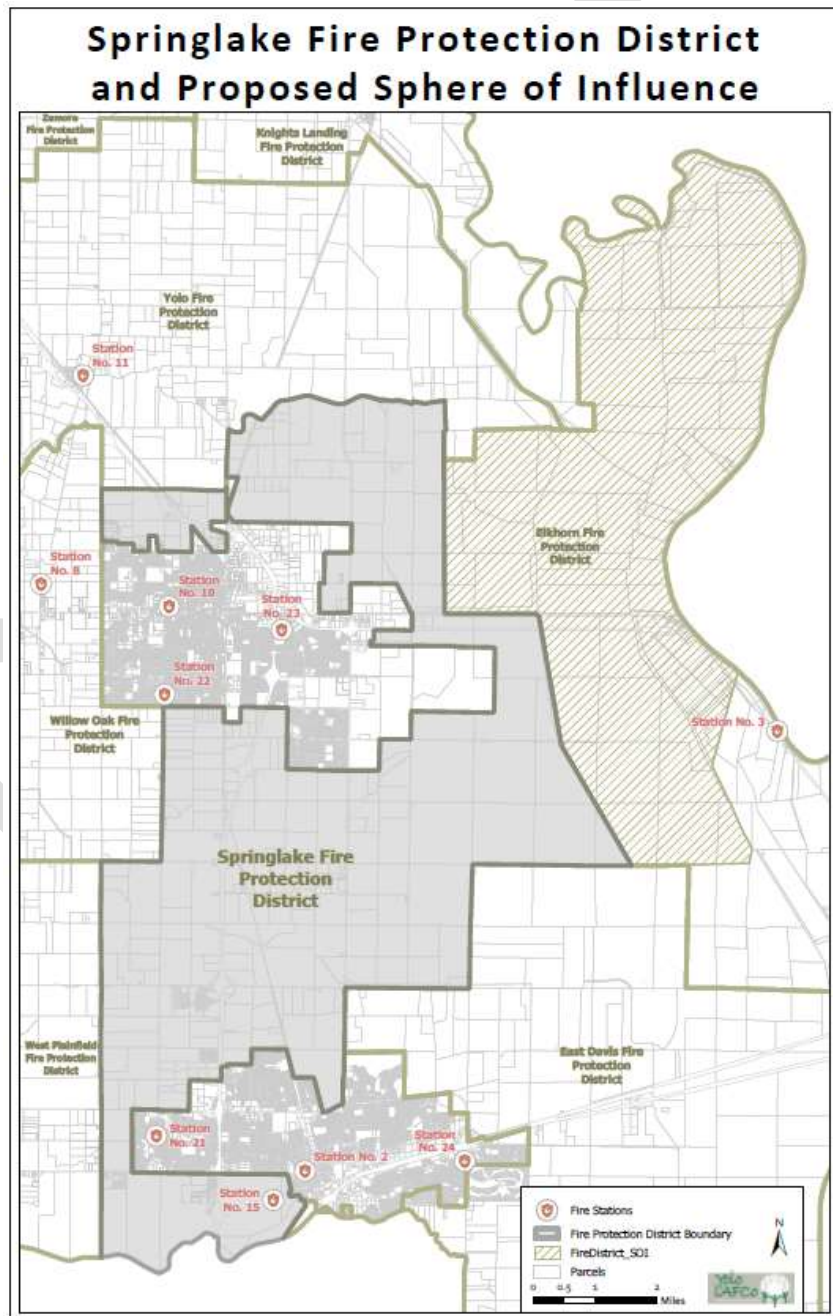 Springlake Fire Protection District
and Proposed Sphere of Influence
Zamora
Fire Protection
District
Knights Landing
Fire Protection
District
Yolo Fire
Protection
District
Station
No. 11
Elkhorn Fire
Protection
District
Station
No. 8
Station
No. 10
Station
No. 23
Station
No. 22
Willow Oak Fire
Protection
District
Station No. 3
Springlake Fire
Protection
District
West Plainfield
Fire Protection
District
East Davis Fire
Protection
District
Station
No. 21
Station No. 2
Station
No. 24
Station
No. 15
Fire Stations
Fire Protection District Boundary
FireDistrict_SOI
Parcels
N
0 0.5 1 2
Miles
Yolo
LAFCo